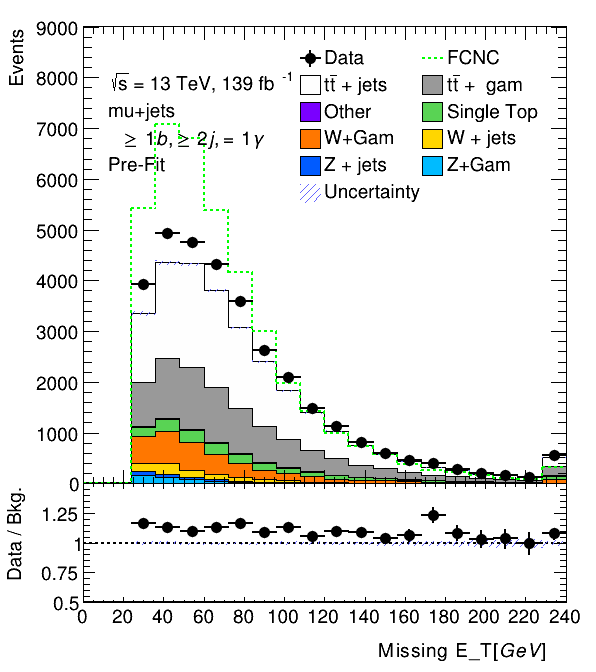 Events
9000
8000
7000
6000
5000
4000
3000
2000
1000
0
√s = 13 TeV, 139 fb⁻¹
mu+jets
≥ 1b, ≥ 2j, = 1γ
Pre-Fit
Data
FCNC
tt̄ + jets
tt̄ + gam
Other
Single Top
W+Gam
W + jets
Z + jets
Z+Gam
Uncertainty
Data / Bkg.
1.25
1
0.75
0.5
0 20 40 60 80 100 120 140 160 180 200 220 240
Missing E_T[GeV]